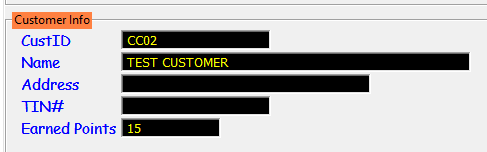 Customer Info
CustID CC02
Name TEST CUSTOMER
Address
TIN#
Earned Points 15